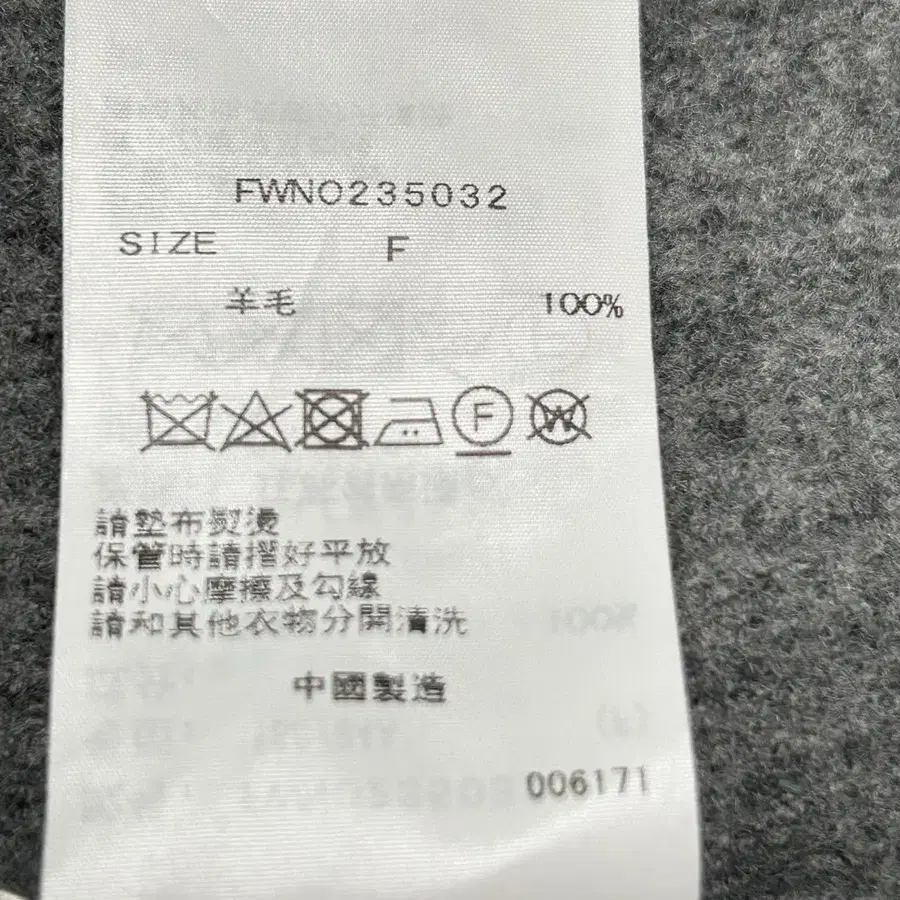 FWNO235032
SIZE F
羊毛 100%
F W
請墊布熨燙
保管時請摺好平放
請小心摩擦及勾線
請和其他衣物分開清洗
中國製造
006171